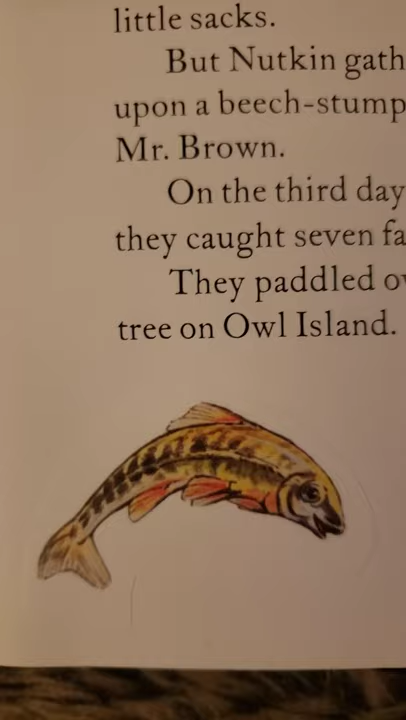 little sacks.
But Nutkin gath
upon a beech-stump
Mr. Brown.
On the third day
they caught seven fa
They paddled ov
tree on Owl Island.